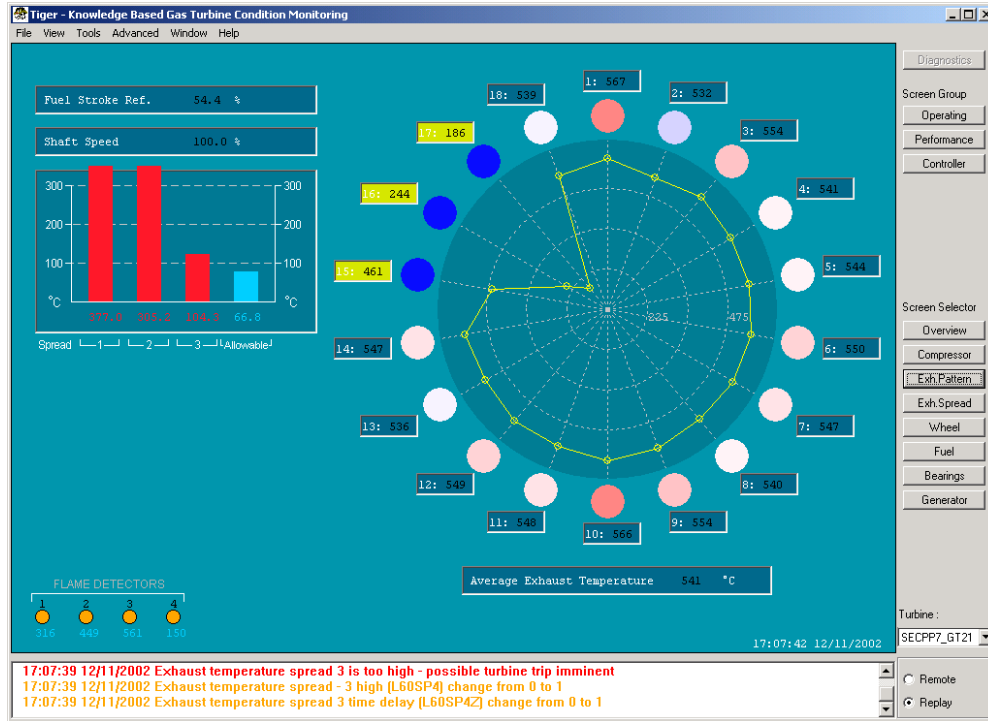 Tiger - Knowledge Based Gas Turbine Condition Monitoring
File View Tools Advanced Window Help
Fuel Stroke Ref. 54.4 %
Shaft Speed 100.0 %
300 300
200 200
100 100
°C °C
66.8
Spread 1 2 3 Allowable
1: 567
2: 532
3: 554
4: 541
5: 544
6: 550
7: 547
8: 540
9: 554
10: 566
11: 548
12: 549
13: 536
14: 547
15: 461
16: 244
17: 186
18: 539
225 475
Average Exhaust Temperature 541 °C
FLAME DETECTORS
1 2 3 4
316 449 561 150
17:07:42 12/11/2002
Diagnostics
Screen Group
Operating
Performance
Controller
Screen Selector
Overview
Compressor
Exh.Pattern
Exh.Spread
Wheel
Fuel
Bearings
Generator
Turbine :
SECPP7_GT21
Remote
Replay
17:07:39 12/11/2002 Exhaust temperature spread 3 is too high - possible turbine trip imminent
17:07:39 12/11/2002 Exhaust temperature spread - 3 high (L60SP4) change from 0 to 1
17:07:39 12/11/2002 Exhaust temperature spread 3 time delay (L60SP4Z) change from 0 to 1